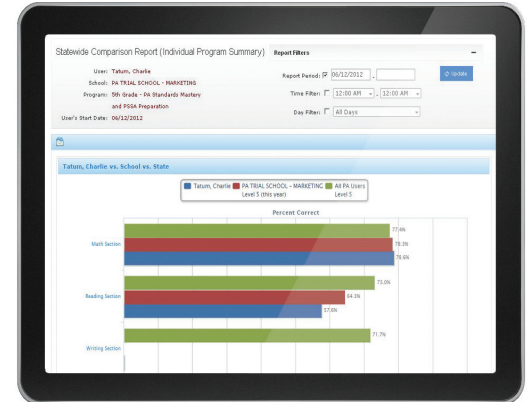 Statewide Comparison Report (Individual Program Summary) Report Filters –
User: Tatum, Charlie
School: PA TRIAL SCHOOL - MARKETING
Program: 5th Grade - PA Standards Mastery
and PSSA Preparation
User's Start Date: 06/12/2012
Report Period: 06/12/2012 -
Update
Time Filter: 12:00 AM - 12:00 AM
Day Filter: All Days
Tatum, Charlie vs. School vs. State
Tatum, Charlie PA TRIAL SCHOOL - MARKETING All PA Users
Level 5 (this year) Level 5
Percent Correct
Math Section
77.4%
78.3%
78.6%
Reading Section
73.0%
64.3%
57.6%
Writing Section
71.7%